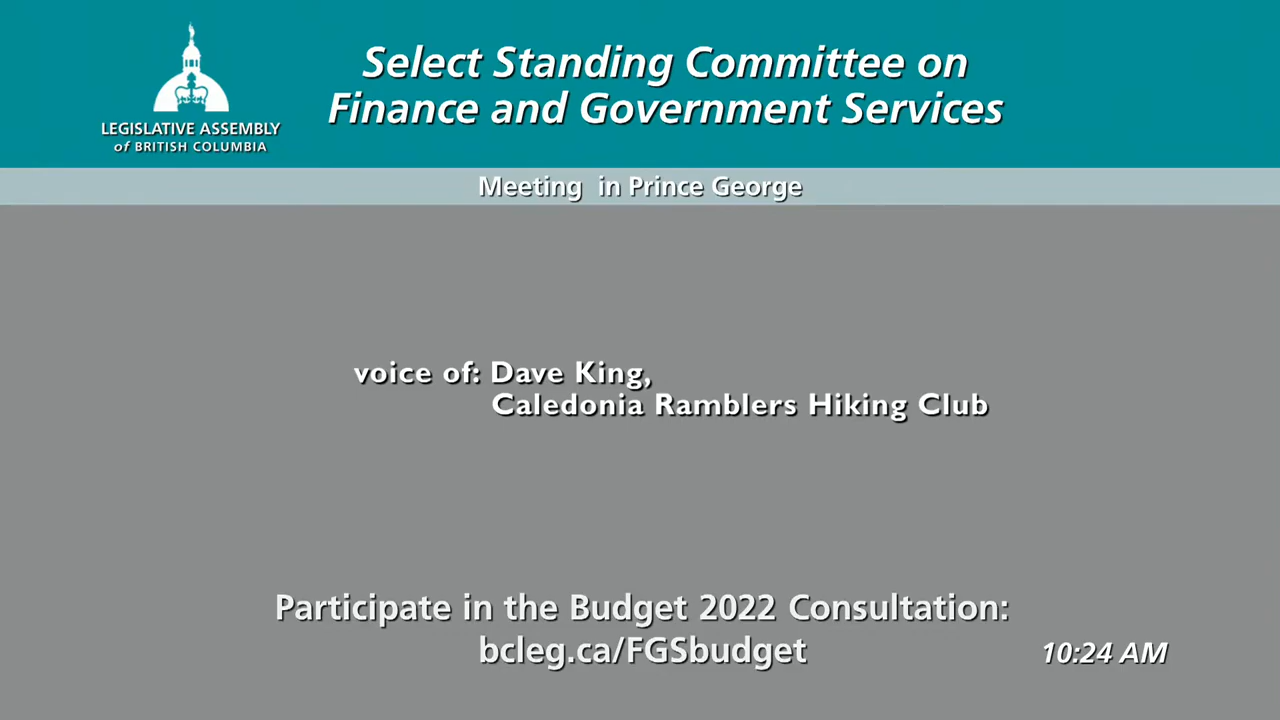 Select Standing Committee on
Finance and Government Services
LEGISLATIVE ASSEMBLY
of BRITISH COLUMBIA
Meeting in Prince George
voice of: Dave King,
Caledonia Ramblers Hiking Club
Participate in the Budget 2022 Consultation:
bcleg.ca/FGSbudget
10:24 AM